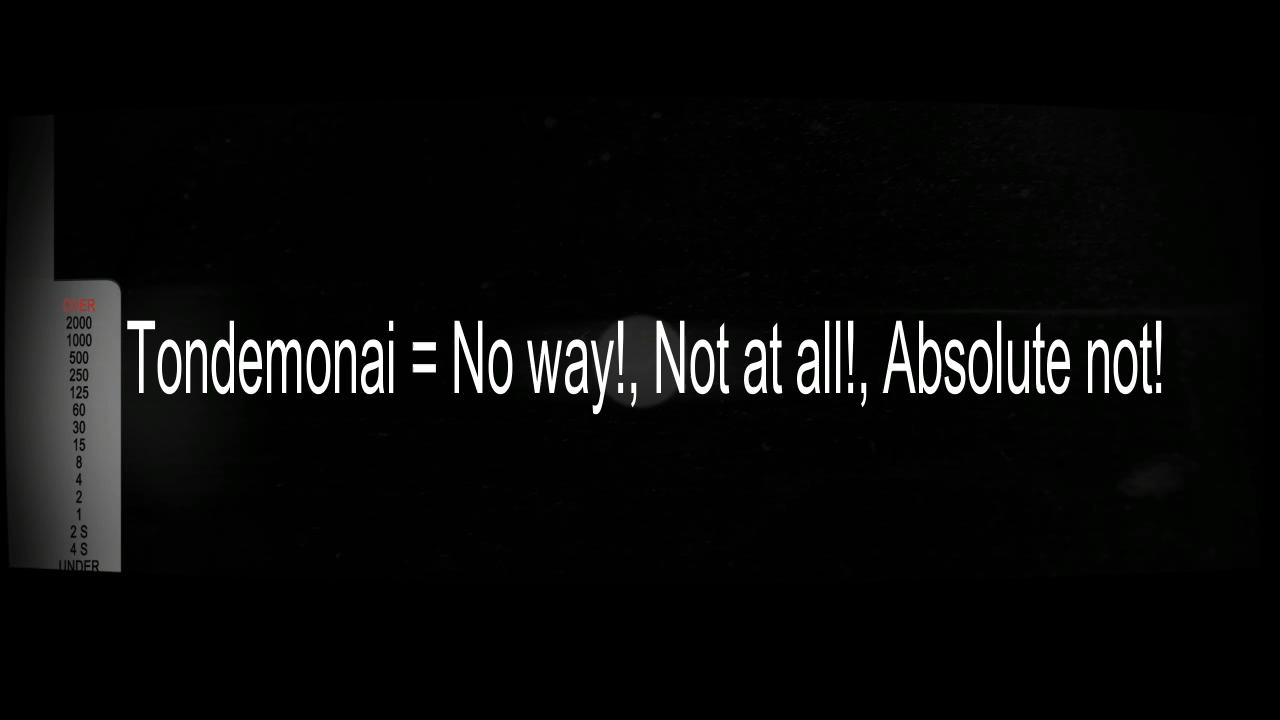 OVER
2000
1000
500
250
125
60
30
15
8
4
2
1
2 S
4 S
UNDER
Tondemonai = No way!, Not at all!, Absolute not!